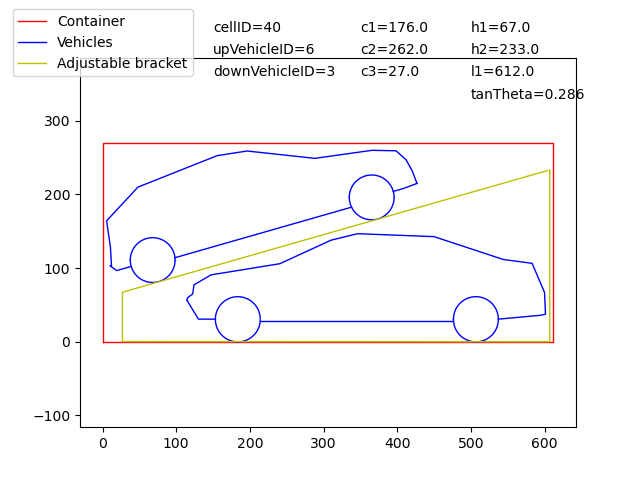 Container
Vehicles
Adjustable bracket
cellID=40 c1=176.0 h1=67.0
upVehicleID=6 c2=262.0 h2=233.0
downVehicleID=3 c3=27.0 l1=612.0
tanTheta=0.286
300
200
100
0
−100
0 100 200 300 400 500 600